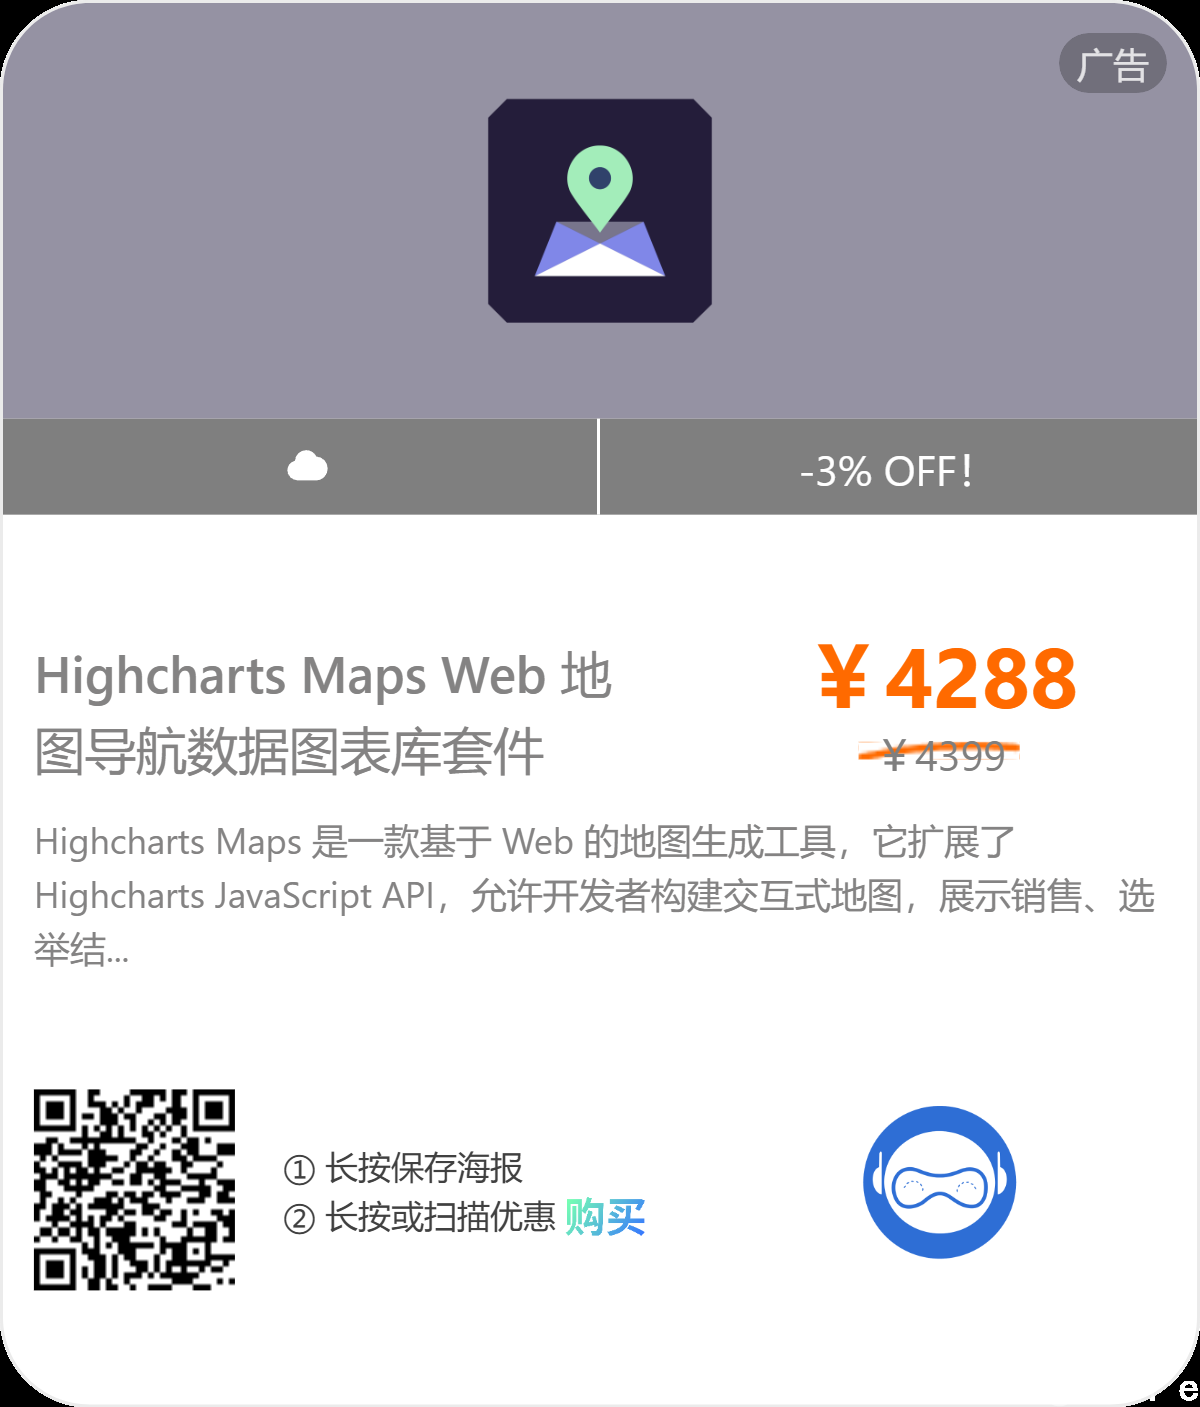 广告
-3% OFF!
Highcharts Maps Web 地
图导航数据图表库套件
¥4288
¥4399
Highcharts Maps 是一款基于 Web 的地图生成工具，它扩展了
Highcharts JavaScript API，允许开发者构建交互式地图，展示销售、选
举结...
① 长按保存海报
② 长按或扫描优惠 购买